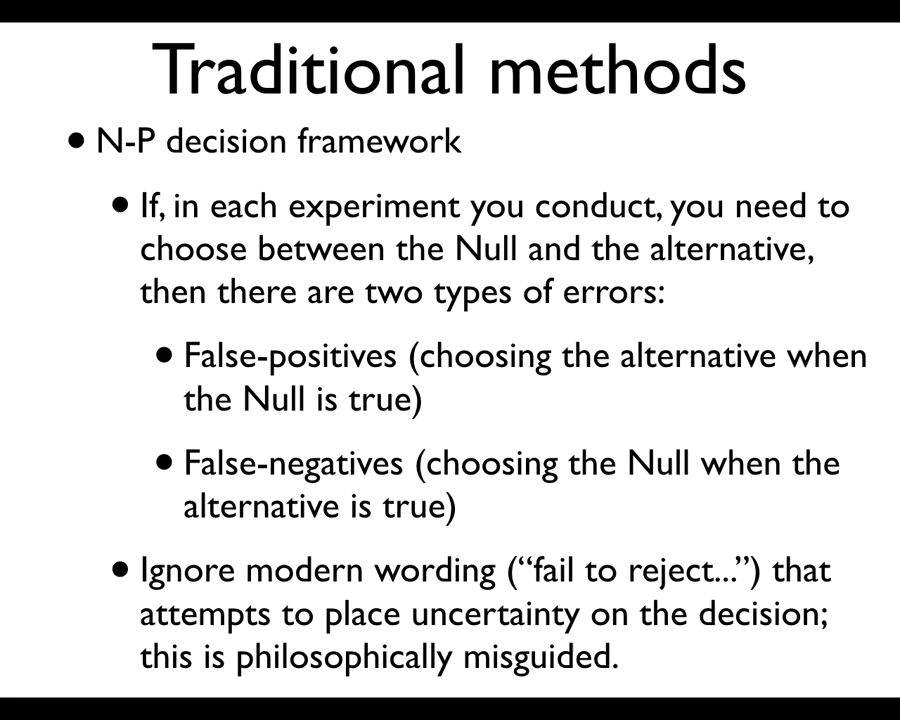 Traditional methods
• N-P decision framework
• If, in each experiment you conduct, you need to
choose between the Null and the alternative,
then there are two types of errors:
• False-positives (choosing the alternative when
the Null is true)
• False-negatives (choosing the Null when the
alternative is true)
• Ignore modern wording (“fail to reject...”) that
attempts to place uncertainty on the decision;
this is philosophically misguided.